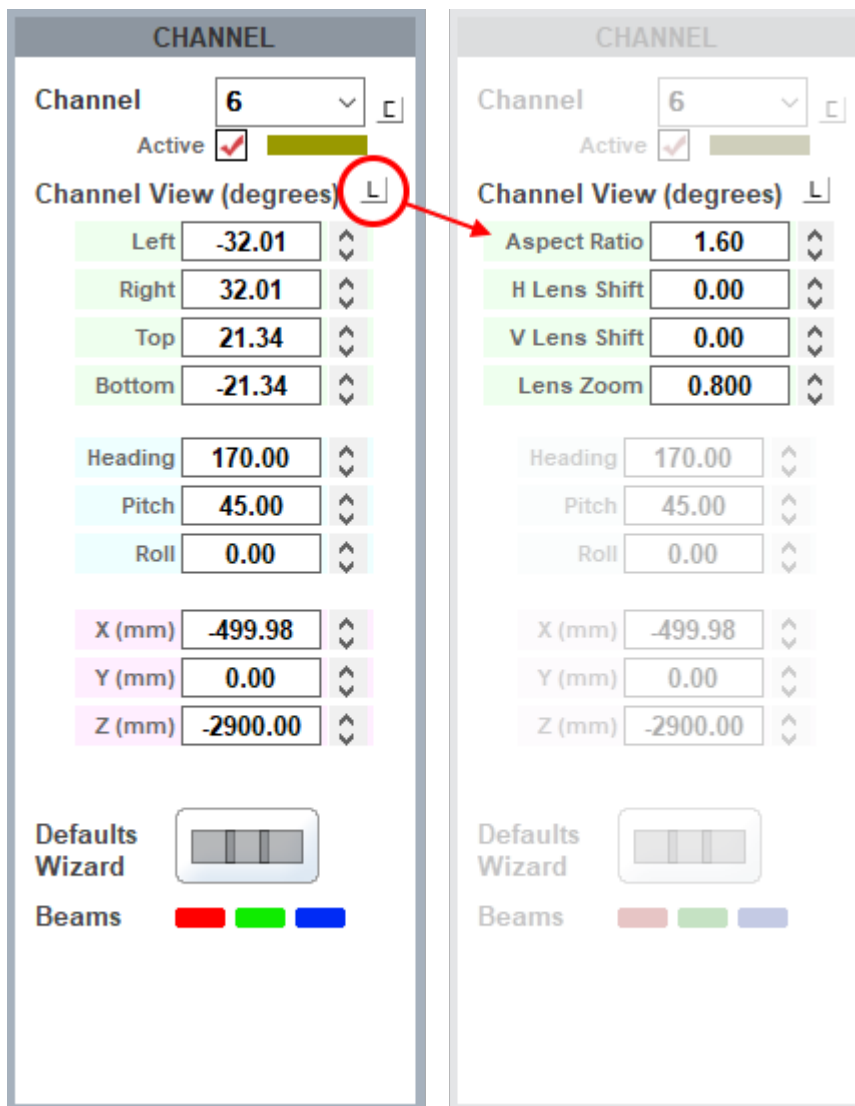 CHANNEL
Channel 6 C
Active
Channel View (degrees) L
Left -32.01
Right 32.01
Top 21.34
Bottom -21.34
Heading 170.00
Pitch 45.00
Roll 0.00
X (mm) -499.98
Y (mm) 0.00
Z (mm) -2900.00
Defaults
Wizard
Beams
CHANNEL
Channel 6 C
Active
Channel View (degrees) L
Aspect Ratio 1.60
H Lens Shift 0.00
V Lens Shift 0.00
Lens Zoom 0.800
Heading 170.00
Pitch 45.00
Roll 0.00
X (mm) -499.98
Y (mm) 0.00
Z (mm) -2900.00
Defaults
Wizard
Beams